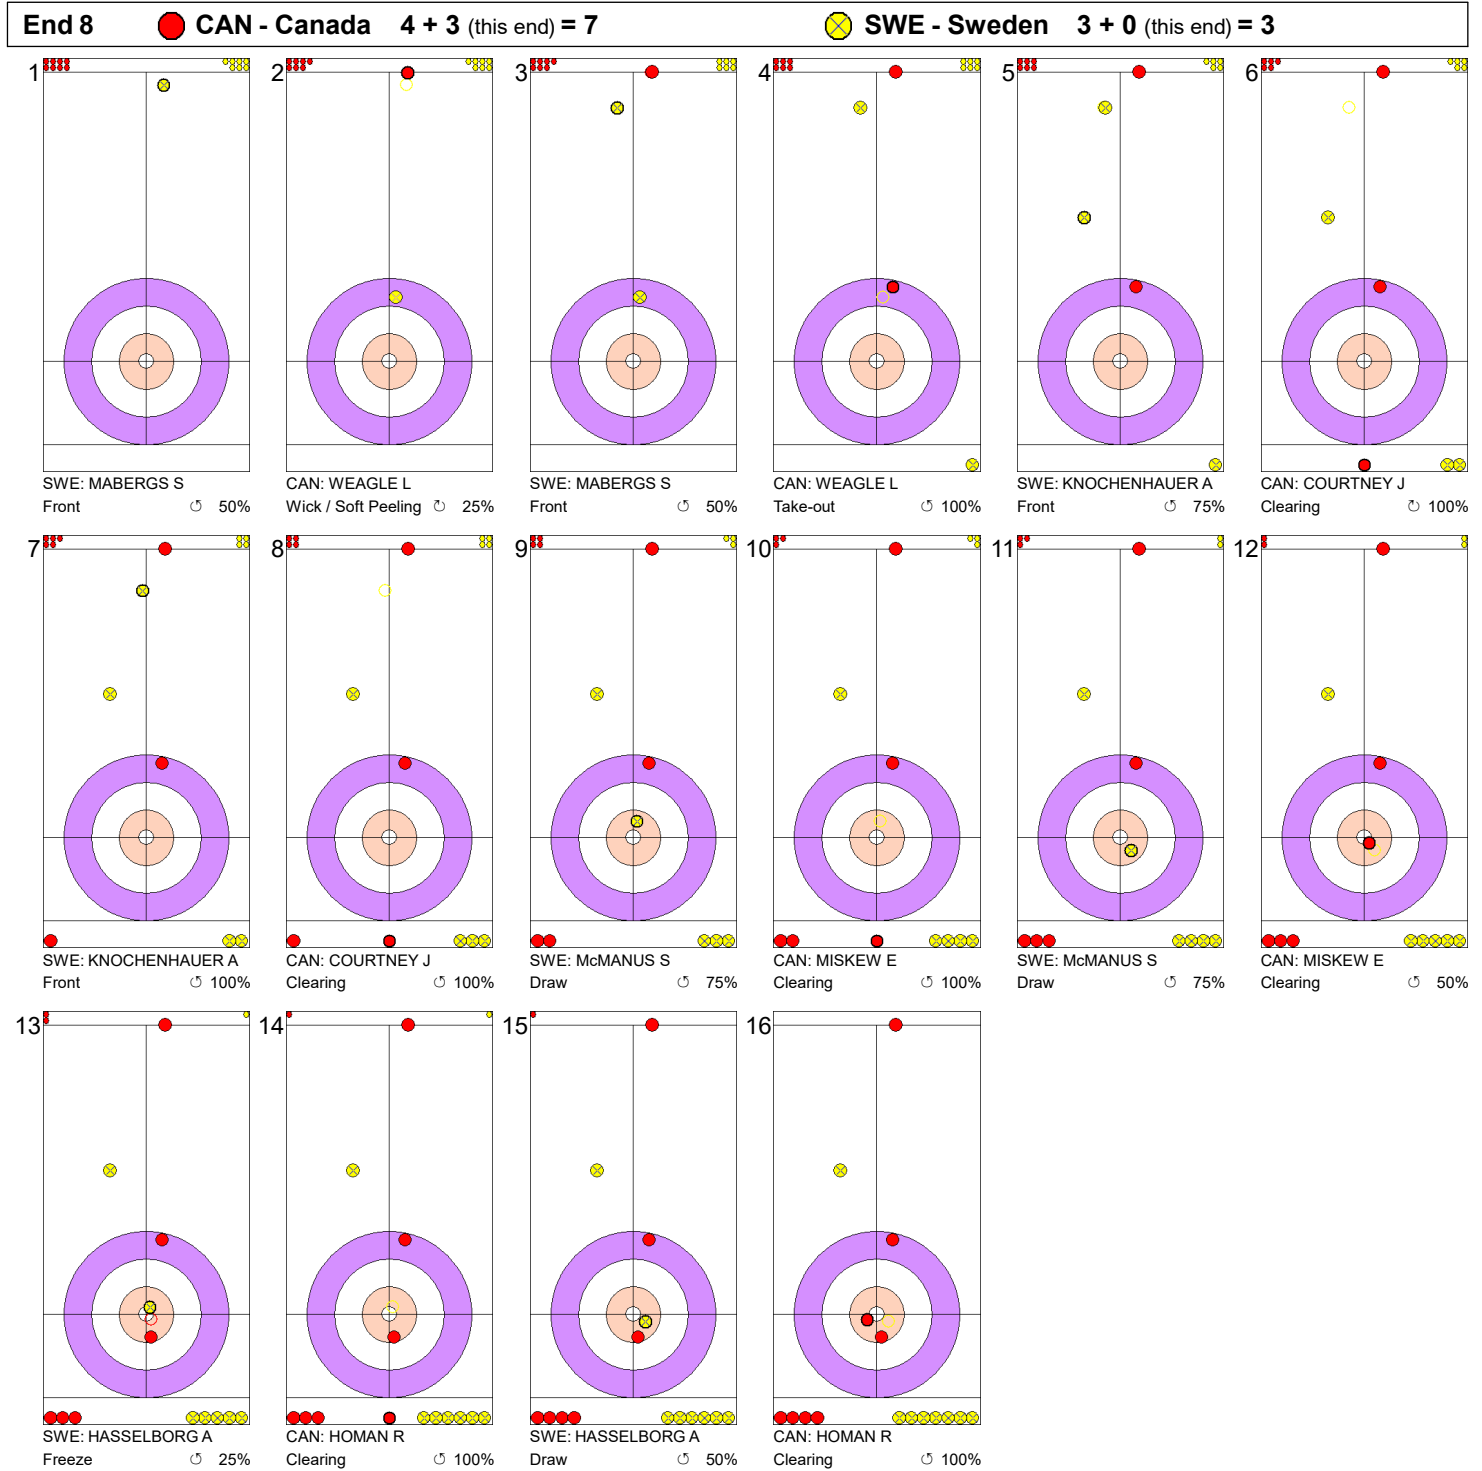 End 8 CAN - Canada 4 + 3 (this end) = 7 SWE - Sweden 3 + 0 (this end) = 3
1 2 3 4 5 6
SWE: MABERGS S CAN: WEAGLE L SWE: MABERGS S CAN: WEAGLE L SWE: KNOCHENHAUER A CAN: COURTNEY J
Front ↺ 50% Wick / Soft Peeling ↻ 25% Front ↺ 50% Take-out ↺ 100% Front ↺ 75% Clearing ↻ 100%
7 8 9 10 11 12
SWE: KNOCHENHAUER A CAN: COURTNEY J SWE: McMANUS S CAN: MISKEW E SWE: McMANUS S CAN: MISKEW E
Front ↺ 100% Clearing ↺ 100% Draw ↺ 75% Clearing ↺ 100% Draw ↺ 75% Clearing ↺ 50%
13 14 15 16
SWE: HASSELBORG A CAN: HOMAN R SWE: HASSELBORG A CAN: HOMAN R
Freeze ↺ 25% Clearing ↺ 100% Draw ↺ 50% Clearing ↺ 100%